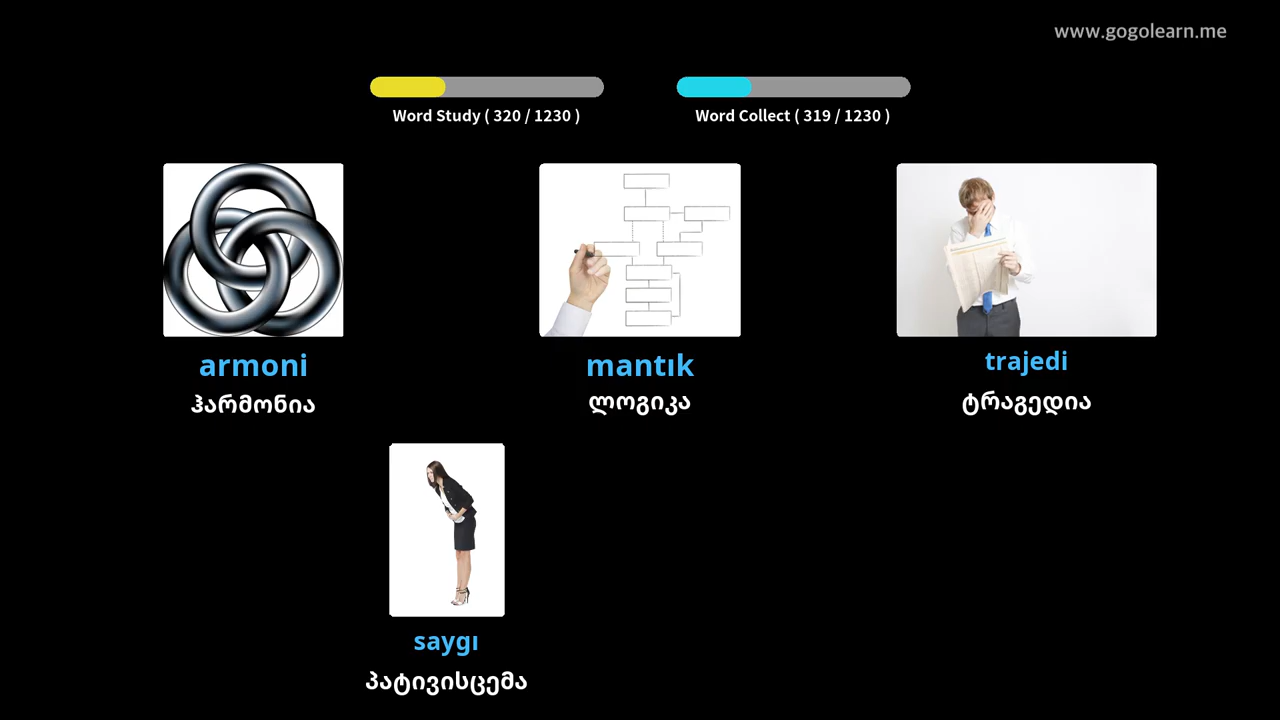 www.gogolearn.me
Word Study ( 320 / 1230 )
Word Collect ( 319 / 1230 )
armoni
mantık
trajedi
ჰარმონია
ლოგიკა
ტრაგედია
saygı
პატივისცემა